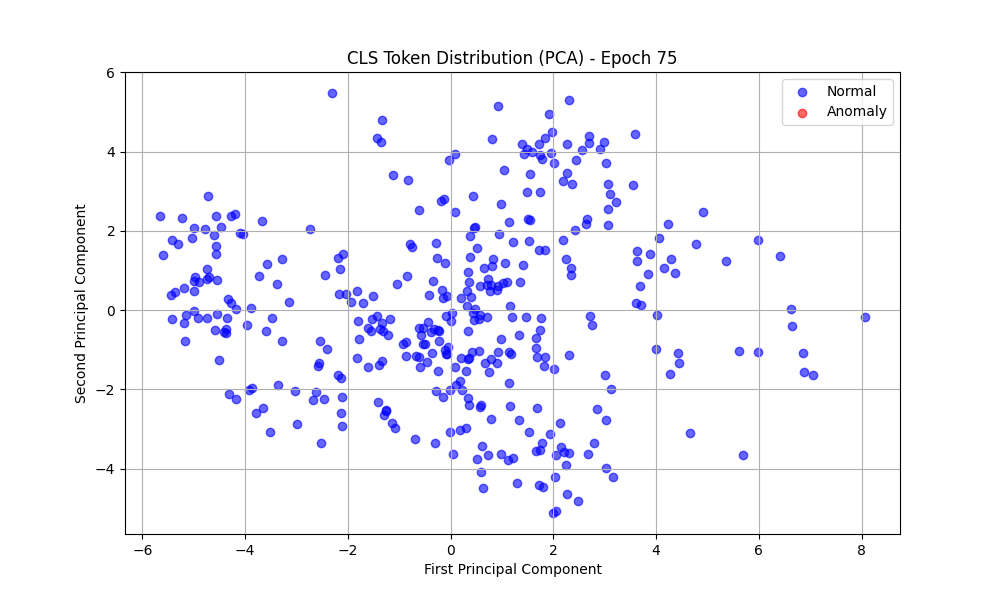 CLS Token Distribution (PCA) - Epoch 75
Normal
Anomaly
Second Principal Component
6
4
2
0
−2
−4
−6
−4
−2
0
2
4
6
8
First Principal Component